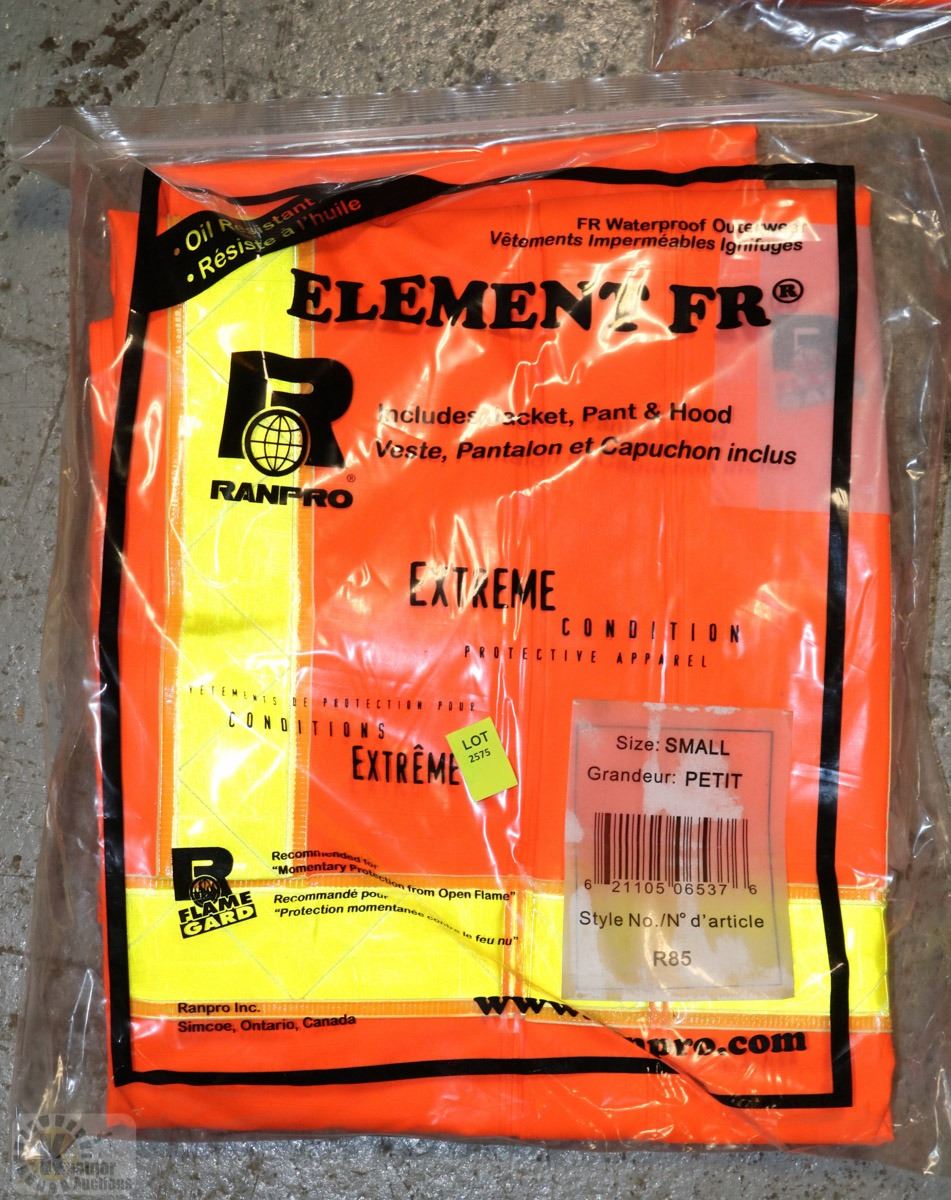 • Oil Resistant
• Résiste à l'huile
FR Waterproof Outerwear
Vêtements Imperméables Ignifuges
ELEMENT FR®
R
RANPRO®
Includes Jacket, Pant & Hood
Veste, Pantalon et Capuchon inclus
EXTREME
CONDITION
PROTECTIVE APPAREL
VÊTEMENTS DE PROTECTION POUR
CONDITIONS
EXTRÊME
LOT
2575
Size: SMALL
Grandeur: PETIT
6 21105 06537 6
Style No./N° d'article
R85
R
FLAME
GARD
Recommended for
"Momentary Protection from Open Flame"
Recommandé pour
"Protection momentanée contre le feu nu"
Ranpro Inc.
Simcoe, Ontario, Canada
www.
pro.com
Auctions